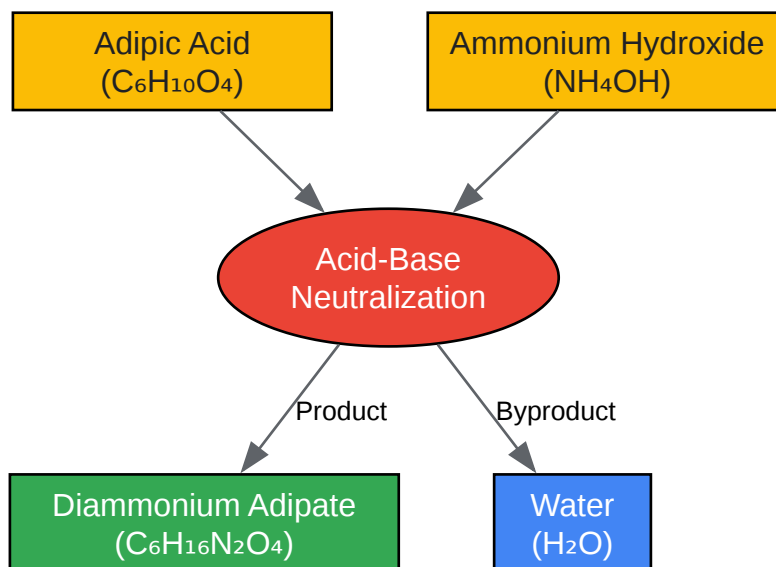 Adipic Acid
(C₆H₁₀O₄)
Ammonium Hydroxide
(NH₄OH)
Acid-Base
Neutralization
Product
Byproduct
Diammonium Adipate
(C₆H₁₆N₂O₄)
Water
(H₂O)